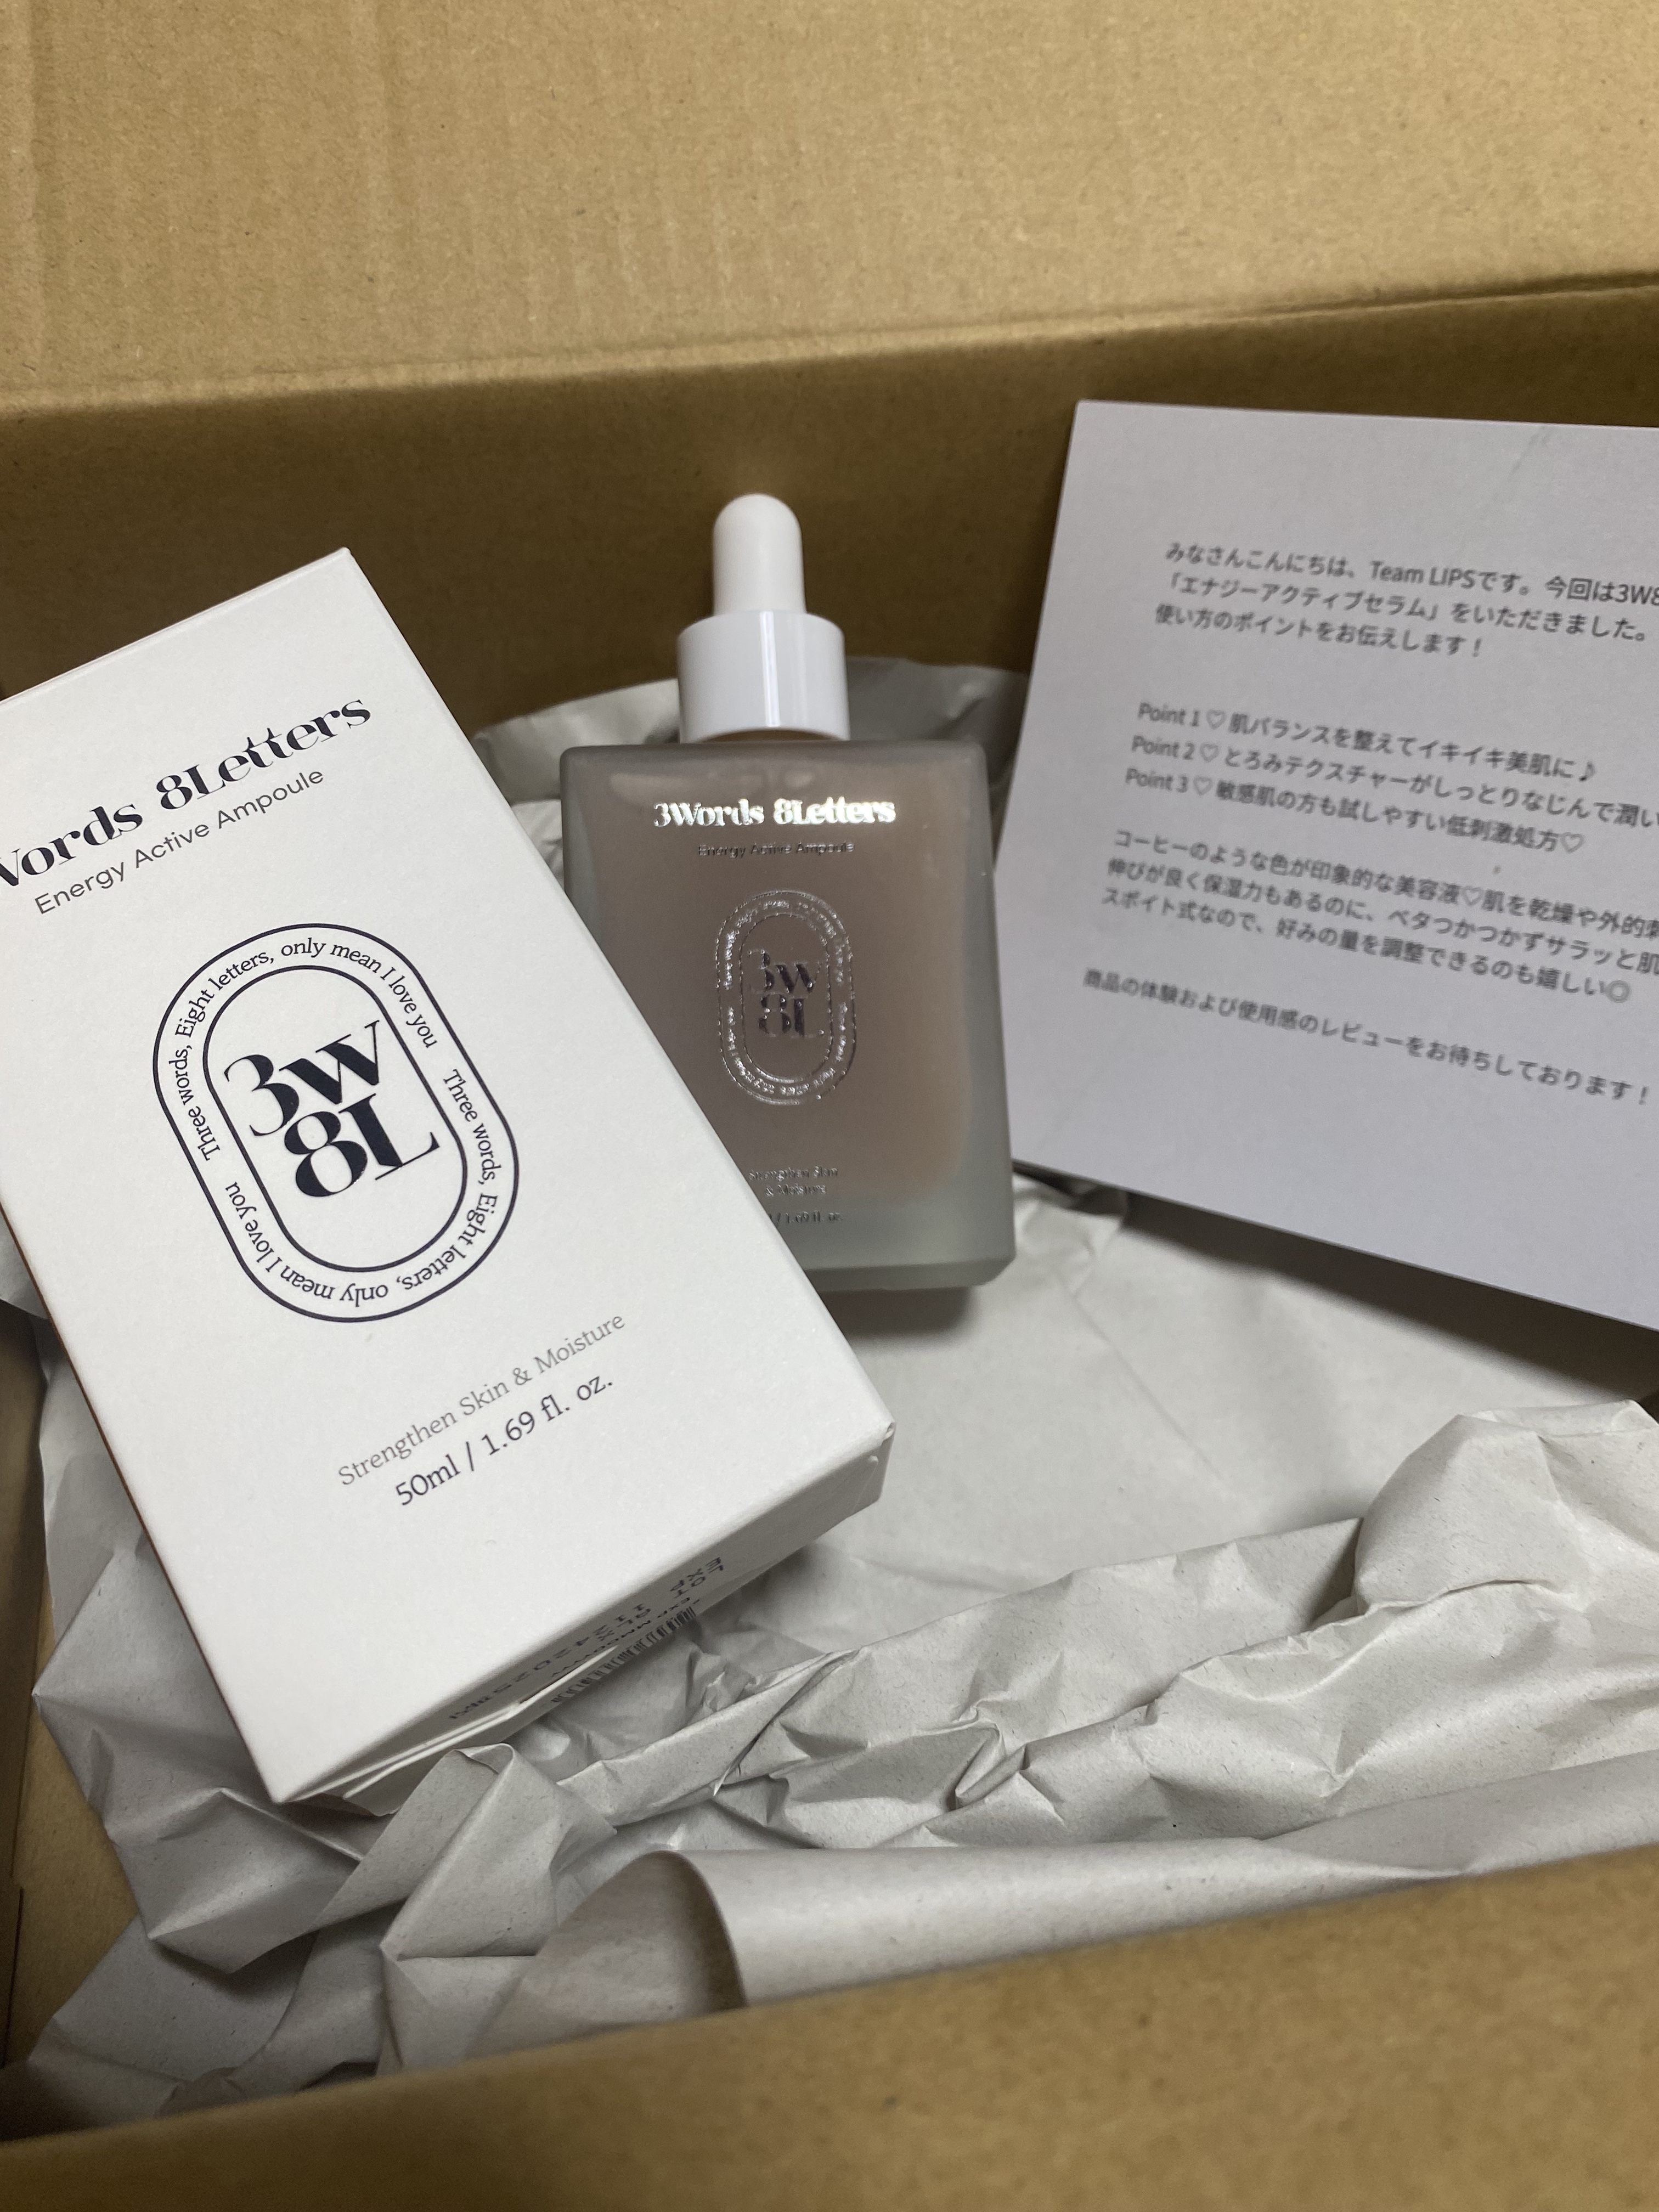 Words 8Letters
Energy Active Ampoule
Three words, Eight letters, only mean I love you
Three words, Eight letters, only mean I love you
3W
8L
Strengthen Skin & Moisture
50ml / 1.69 fl. oz.
LOT
EXP
3Words 8Letters
Energy Active Ampoule
3W
8L
Strengthen Skin
& Moisture
/ 1.69 fl. oz.
みなさんこんにちは、Team LIPSです。今回は3W8
「エナジーアクティブセラム」をいただきました。
使い方のポイントをお伝えします！
Point 1♡肌バランスを整えてイキイキ美肌に♪
Point 2♡とろみテクスチャーがしっとりなじんで潤い
Point 3♡敏感肌の方も試しやすい低刺激処方♡
コーヒーのような色が印象的な美容液♡肌を乾燥や外的刺
伸びが良く保湿力もあるのに、ベタつかつかずサラッと肌
スポイト式なので、好みの量を調整できるのも嬉しい◎
商品の体験および使用感のレビューをお待ちしております！